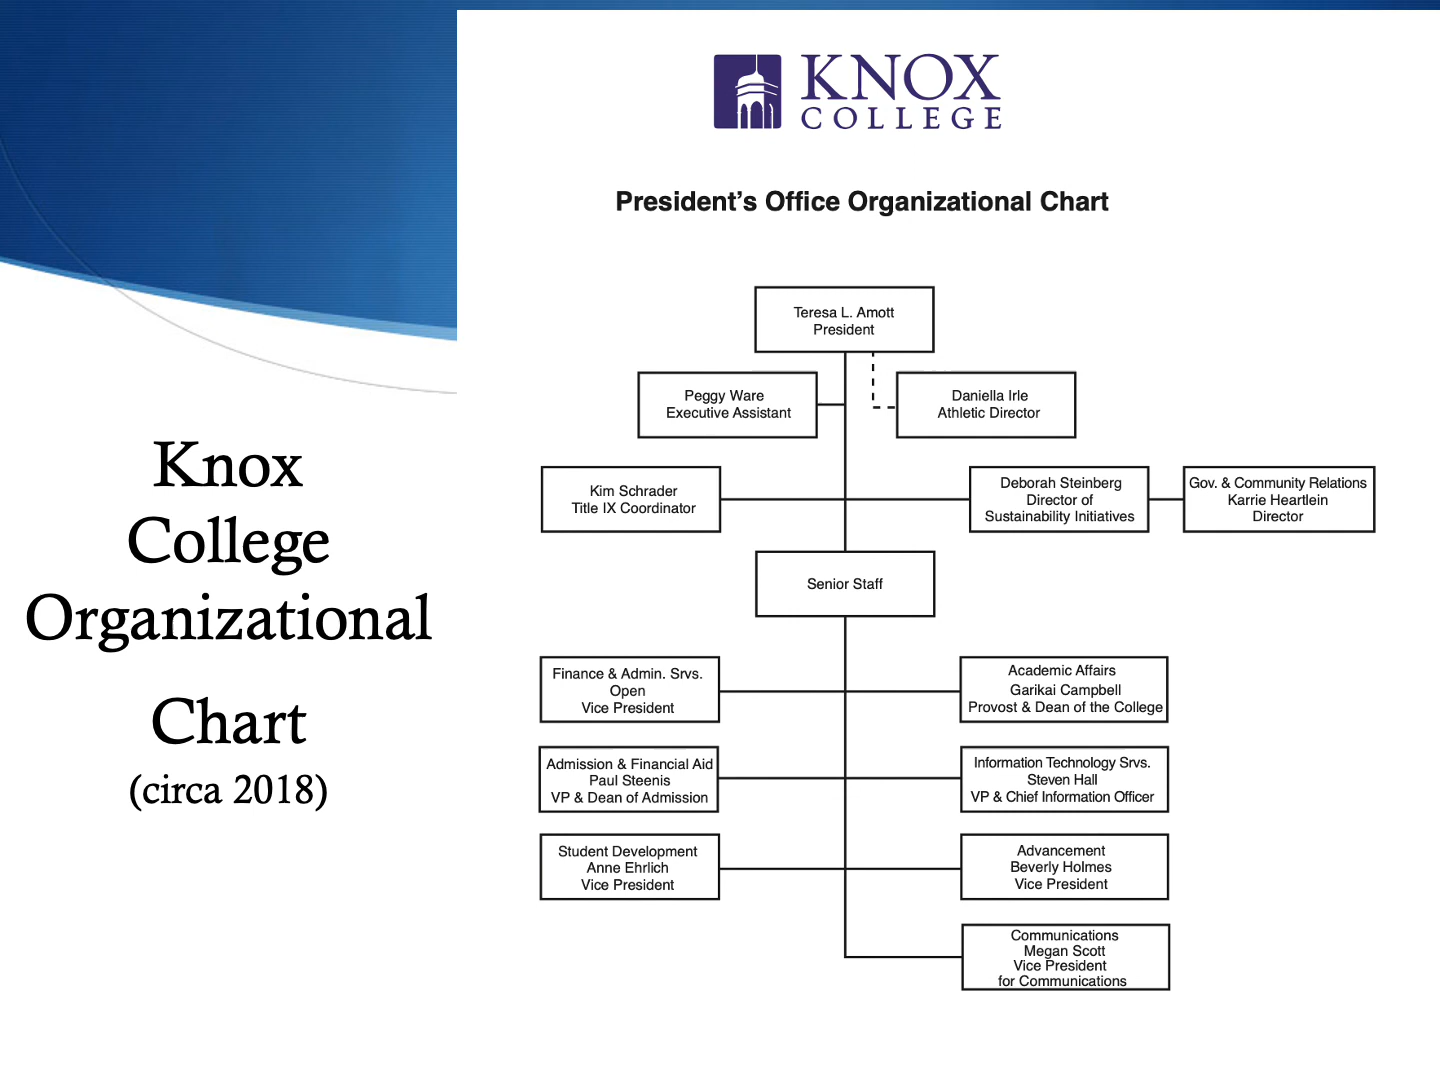 KNOX
COLLEGE
President's Office Organizational Chart
Knox
College
Organizational
Chart
(circa 2018)
Teresa L. Amott
President
Peggy Ware
Executive Assistant
Daniella Irle
Athletic Director
Kim Schrader
Title IX Coordinator
Deborah Steinberg
Director of
Sustainability Initiatives
Gov. & Community Relations
Karrie Heartlein
Director
Senior Staff
Finance & Admin. Srvs.
Open
Vice President
Academic Affairs
Garikai Campbell
Provost & Dean of the College
Admission & Financial Aid
Paul Steenis
VP & Dean of Admission
Information Technology Srvs.
Steven Hall
VP & Chief Information Officer
Student Development
Anne Ehrlich
Vice President
Advancement
Beverly Holmes
Vice President
Communications
Megan Scott
Vice President
for Communications